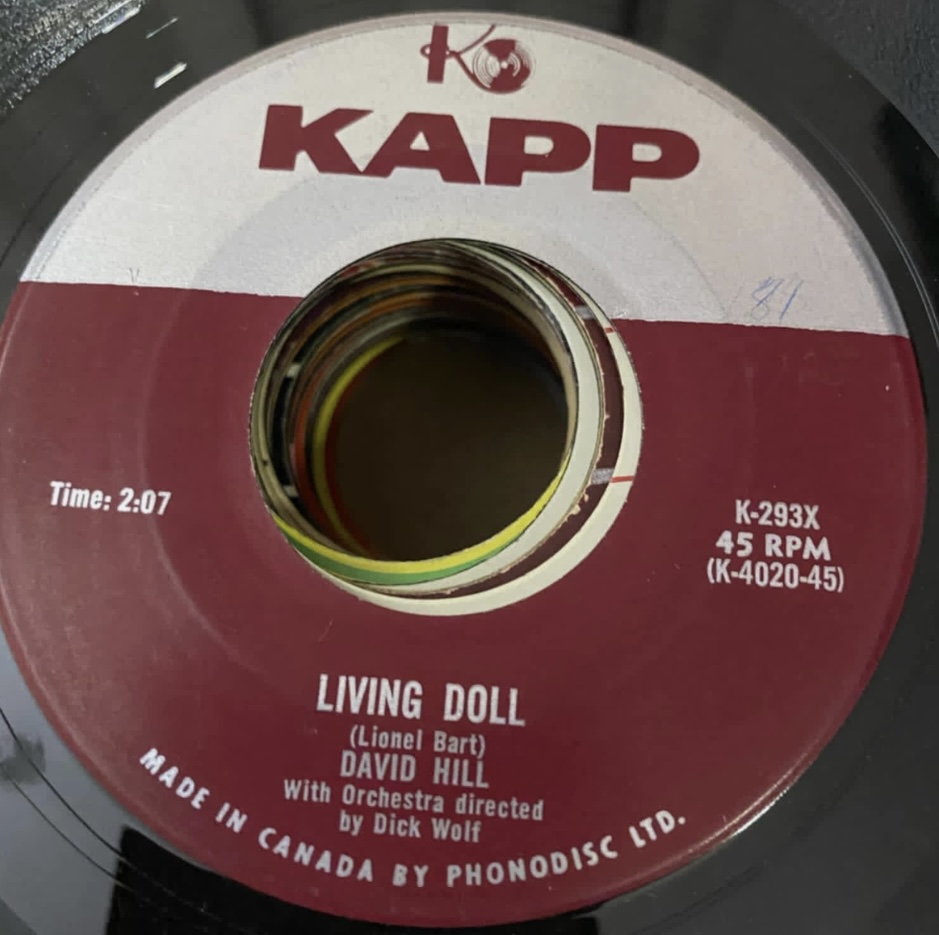 K
KAPP
81
Time: 2:07
K-293X
45 RPM
(K-4020-45)
LIVING DOLL
(Lionel Bart)
DAVID HILL
With Orchestra directed
by Dick Wolf
MADE IN CANADA BY PHONODISC LTD.